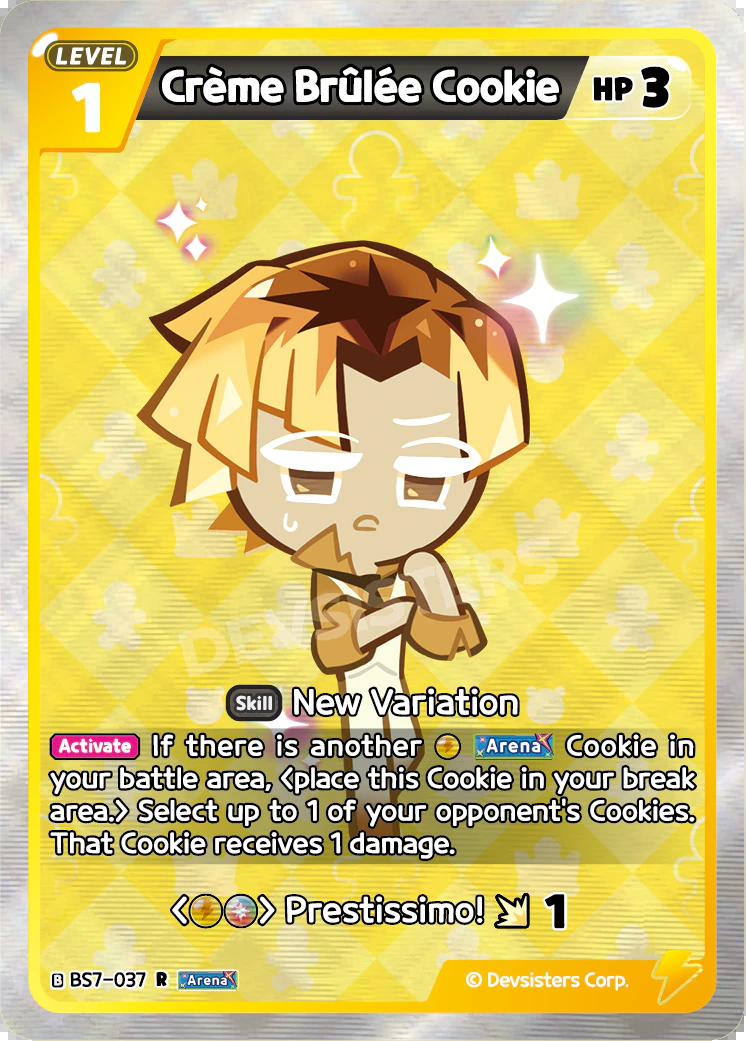 LEVEL
1
Crème Brûlée Cookie
HP 3
DEVSISTERS
Skill New Variation
Activate If there is another Arena Cookie in
your battle area, <place this Cookie in your break
area.> Select up to 1 of your opponent's Cookies.
That Cookie receives 1 damage.
< > Prestissimo! 1
B BS7-037 R Arena
© Devsisters Corp.